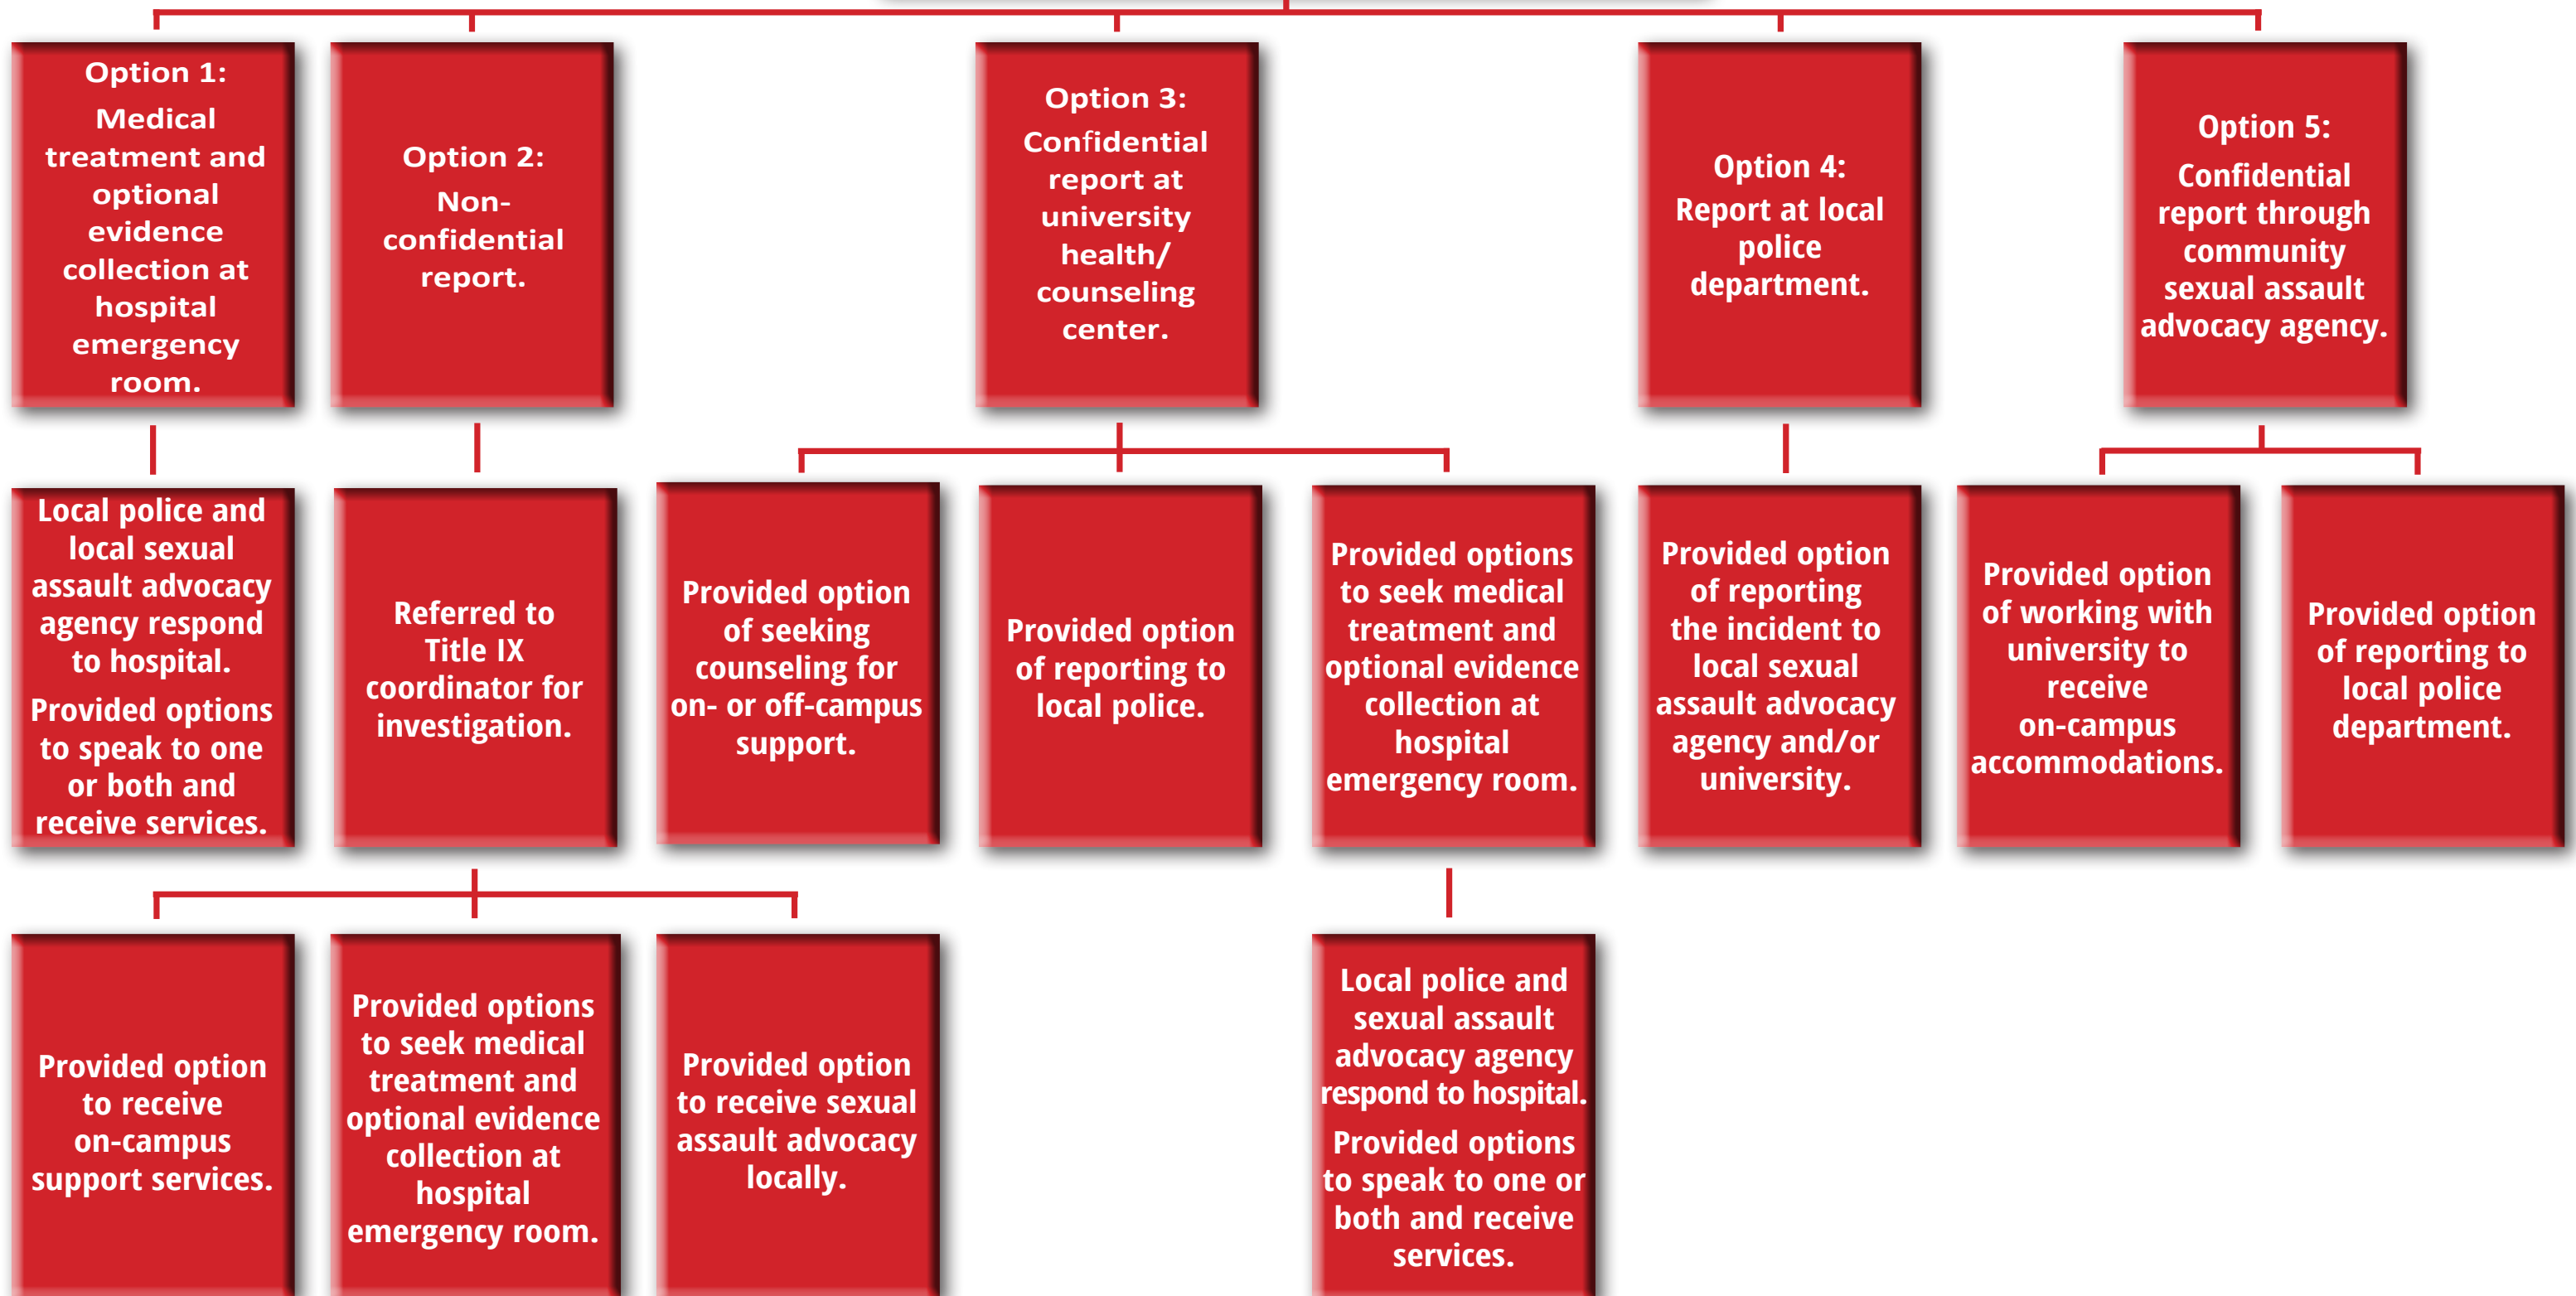 Option 1:
Medical
treatment and
optional
evidence
collection at
hospital
emergency
room.
Option 2:
Non-
confidential
report.
Option 3:
Confidential
report at
university
health/
counseling
center.
Option 4:
Report at local
police
department.
Option 5:
Confidential
report through
community
sexual assault
advocacy agency.
Local police and
local sexual
assault advocacy
agency respond
to hospital.
Provided options
to speak to one
or both and
receive services.
Referred to
Title IX
coordinator for
investigation.
Provided option
of seeking
counseling for
on- or off-campus
support.
Provided option
of reporting to
local police.
Provided options
to seek medical
treatment and
optional evidence
collection at
hospital
emergency room.
Provided option
of reporting
the incident to
local sexual
assault advocacy
agency and/or
university.
Provided option
of working with
university to
receive
on-campus
accommodations.
Provided option
of reporting to
local police
department.
Provided option
to receive
on-campus
support services.
Provided options
to seek medical
treatment and
optional evidence
collection at
hospital
emergency room.
Provided option
to receive sexual
assault advocacy
locally.
Local police and
sexual assault
advocacy agency
respond to hospital.
Provided options
to speak to one or
both and receive
services.